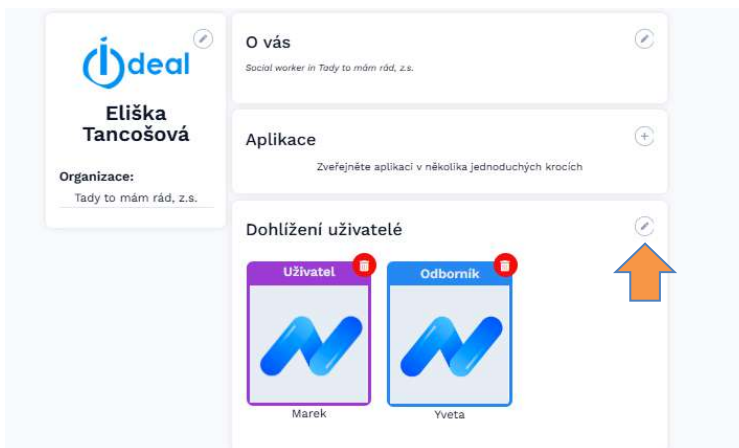 ideal
Eliška
Tancošová
Organizace:
Tady to mám rád, z.s.
O vás
Social worker in Tady to mám rád, z.s.
Aplikace
Zveřejněte aplikaci v několika jednoduchých krocích
Dohlížení uživatelé
Uživatel
Odborník
Marek
Yveta